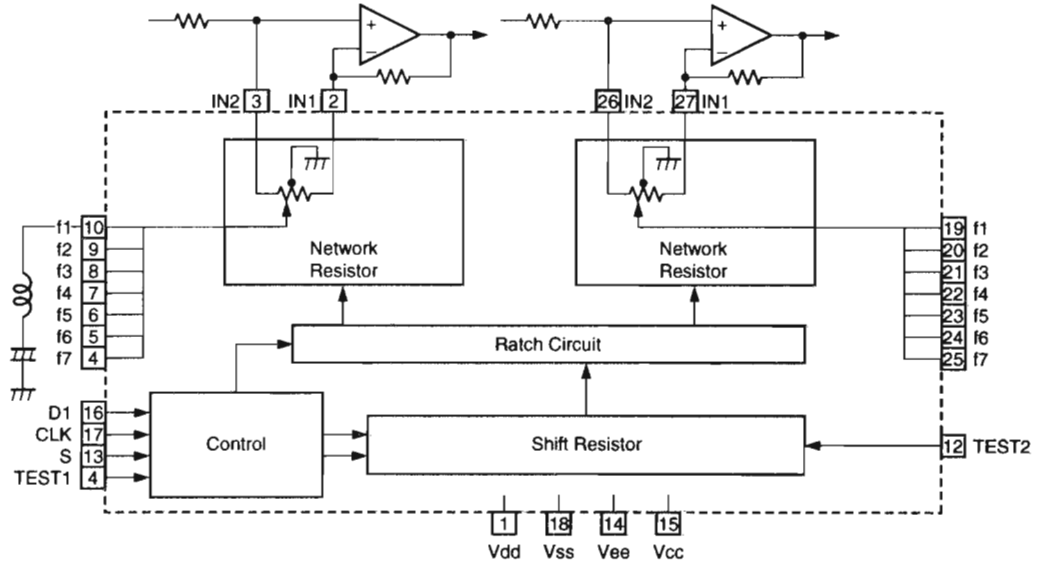 +
−
+
−
IN2 3 IN1 2
26 IN2 27 IN1
f1 10
f2 9
f3 8
f4 7
f5 6
f6 5
f7 4
Network
Resistor
Network
Resistor
19 f1
20 f2
21 f3
22 f4
23 f5
24 f6
25 f7
Ratch Circuit
D1 16
CLK 17
S 13
TEST1 4
Control
Shift Resistor
12 TEST2
1 18 14 15
Vdd Vss Vee Vcc